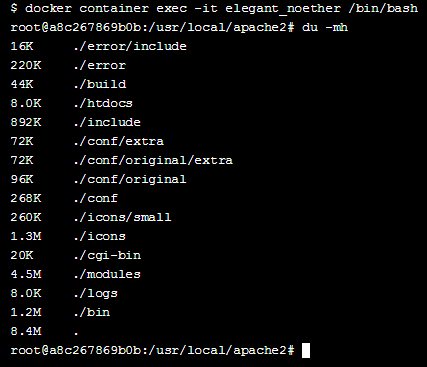 $ docker container exec -it elegant_noether /bin/bash
root@a8c267869b0b:/usr/local/apache2# du -mh
16K ./error/include
220K ./error
44K ./build
8.0K ./htdocs
892K ./include
72K ./conf/extra
72K ./conf/original/extra
96K ./conf/original
268K ./conf
260K ./icons/small
1.3M ./icons
20K ./cgi-bin
4.5M ./modules
8.0K ./logs
1.2M ./bin
8.4M .
root@a8c267869b0b:/usr/local/apache2#